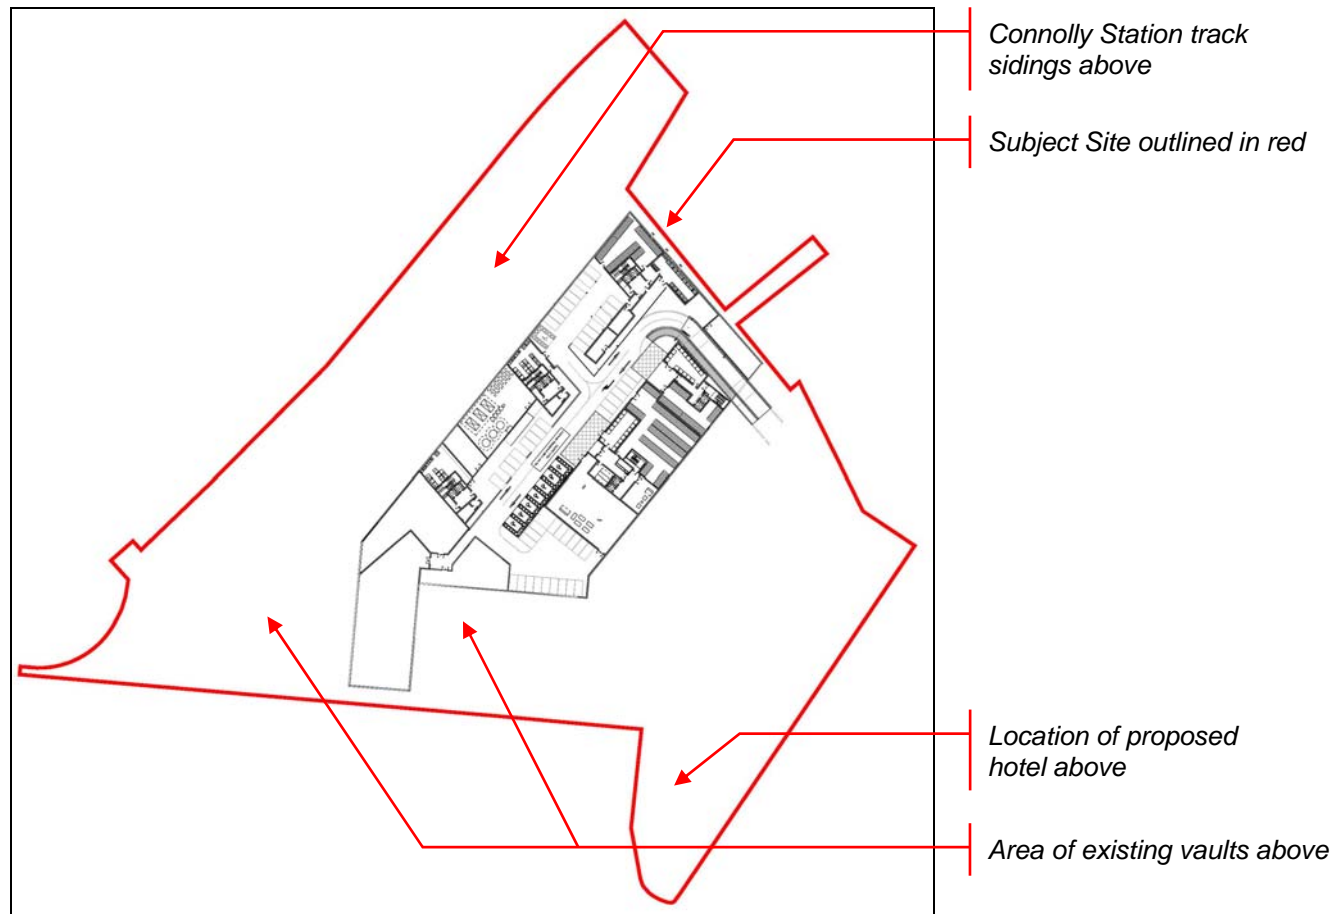 Connolly Station track
sidings above
Subject Site outlined in red
Location of proposed
hotel above
Area of existing vaults above